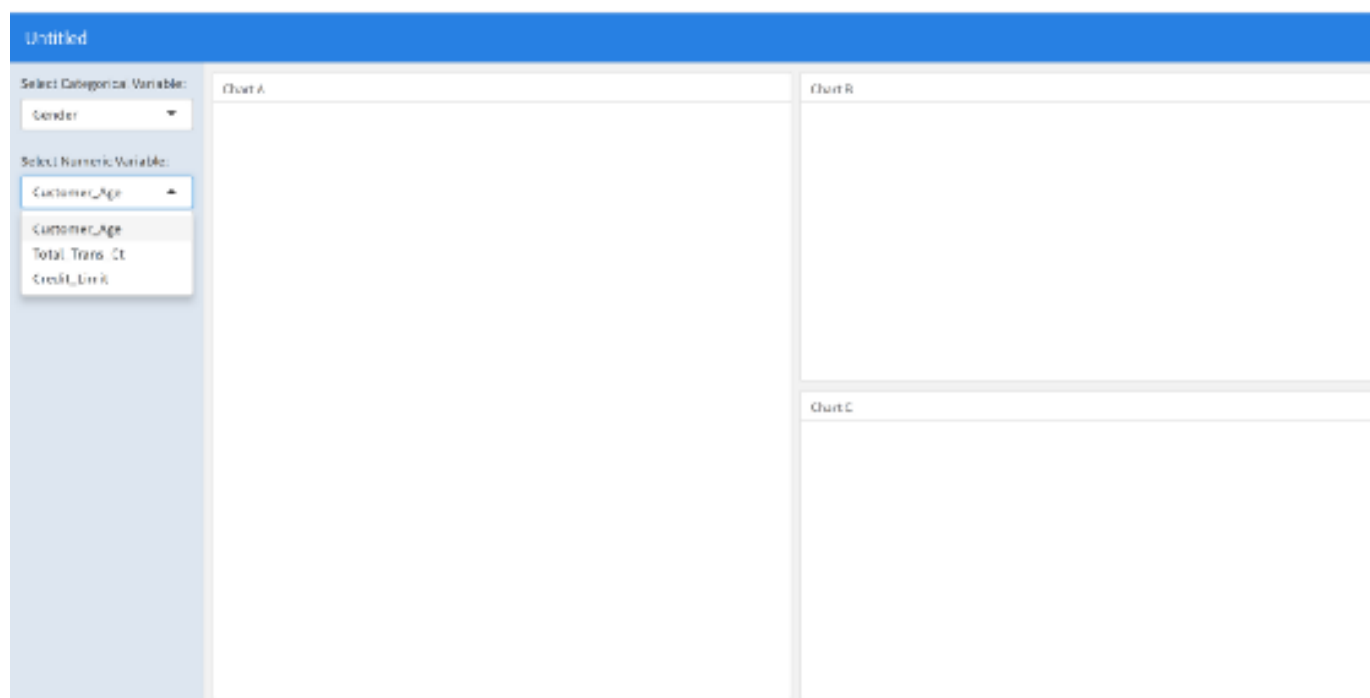 Untitled
Select Categorical Variable:
Gender
Select Numeric Variable:
Customer_Age
Customer_Age
Total_Trans_Ct
Credit_Limit
Chart A
Chart B
Chart C